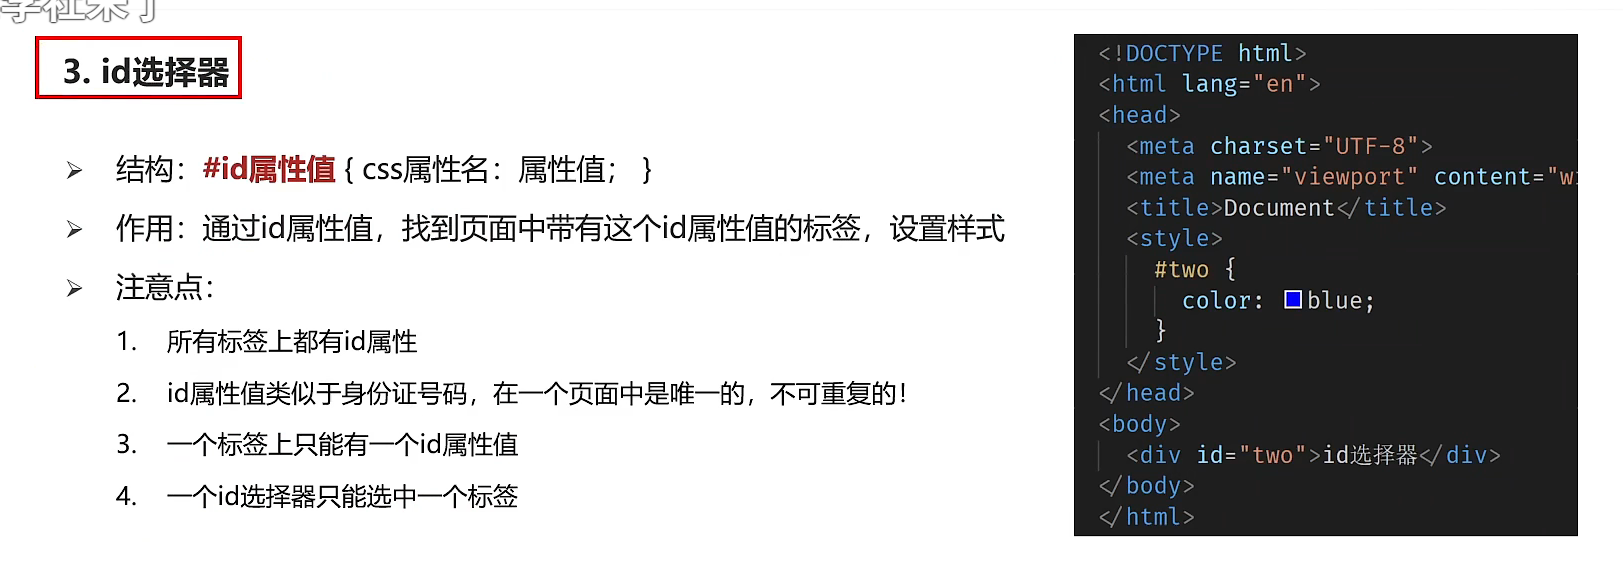 3. id选择器
➢ 结构：#id属性值 { css属性名：属性值； }
➢ 作用：通过id属性值，找到页面中带有这个id属性值的标签，设置样式
➢ 注意点：
1. 所有标签上都有id属性
2. id属性值类似于身份证号码，在一个页面中是唯一的，不可重复的！
3. 一个标签上只能有一个id属性值
4. 一个id选择器只能选中一个标签
<!DOCTYPE html>
<html lang="en">
<head>
<meta charset="UTF-8">
<meta name="viewport" content="wi
<title>Document</title>
<style>
#two {
color: blue;
}
</style>
</head>
<body>
<div id="two">id选择器</div>
</body>
</html>